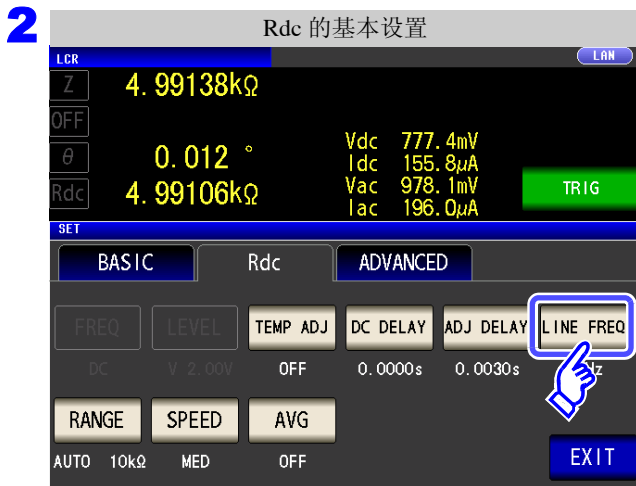 2
Rdc 的基本设置
LCR LAN
Z 4.99138kΩ
OFF
θ 0.012 ° Vdc 777.4mV
Idc 155.8μA
Rdc 4.99106kΩ Vac 978.1mV TRIG
Iac 196.0μA
SET
BASIC Rdc ADVANCED
FREQ LEVEL TEMP ADJ DC DELAY ADJ DELAY LINE FREQ
DC V 2.00V OFF 0.0000s 0.0030s Hz
RANGE SPEED AVG
AUTO 10kΩ MED OFF EXIT